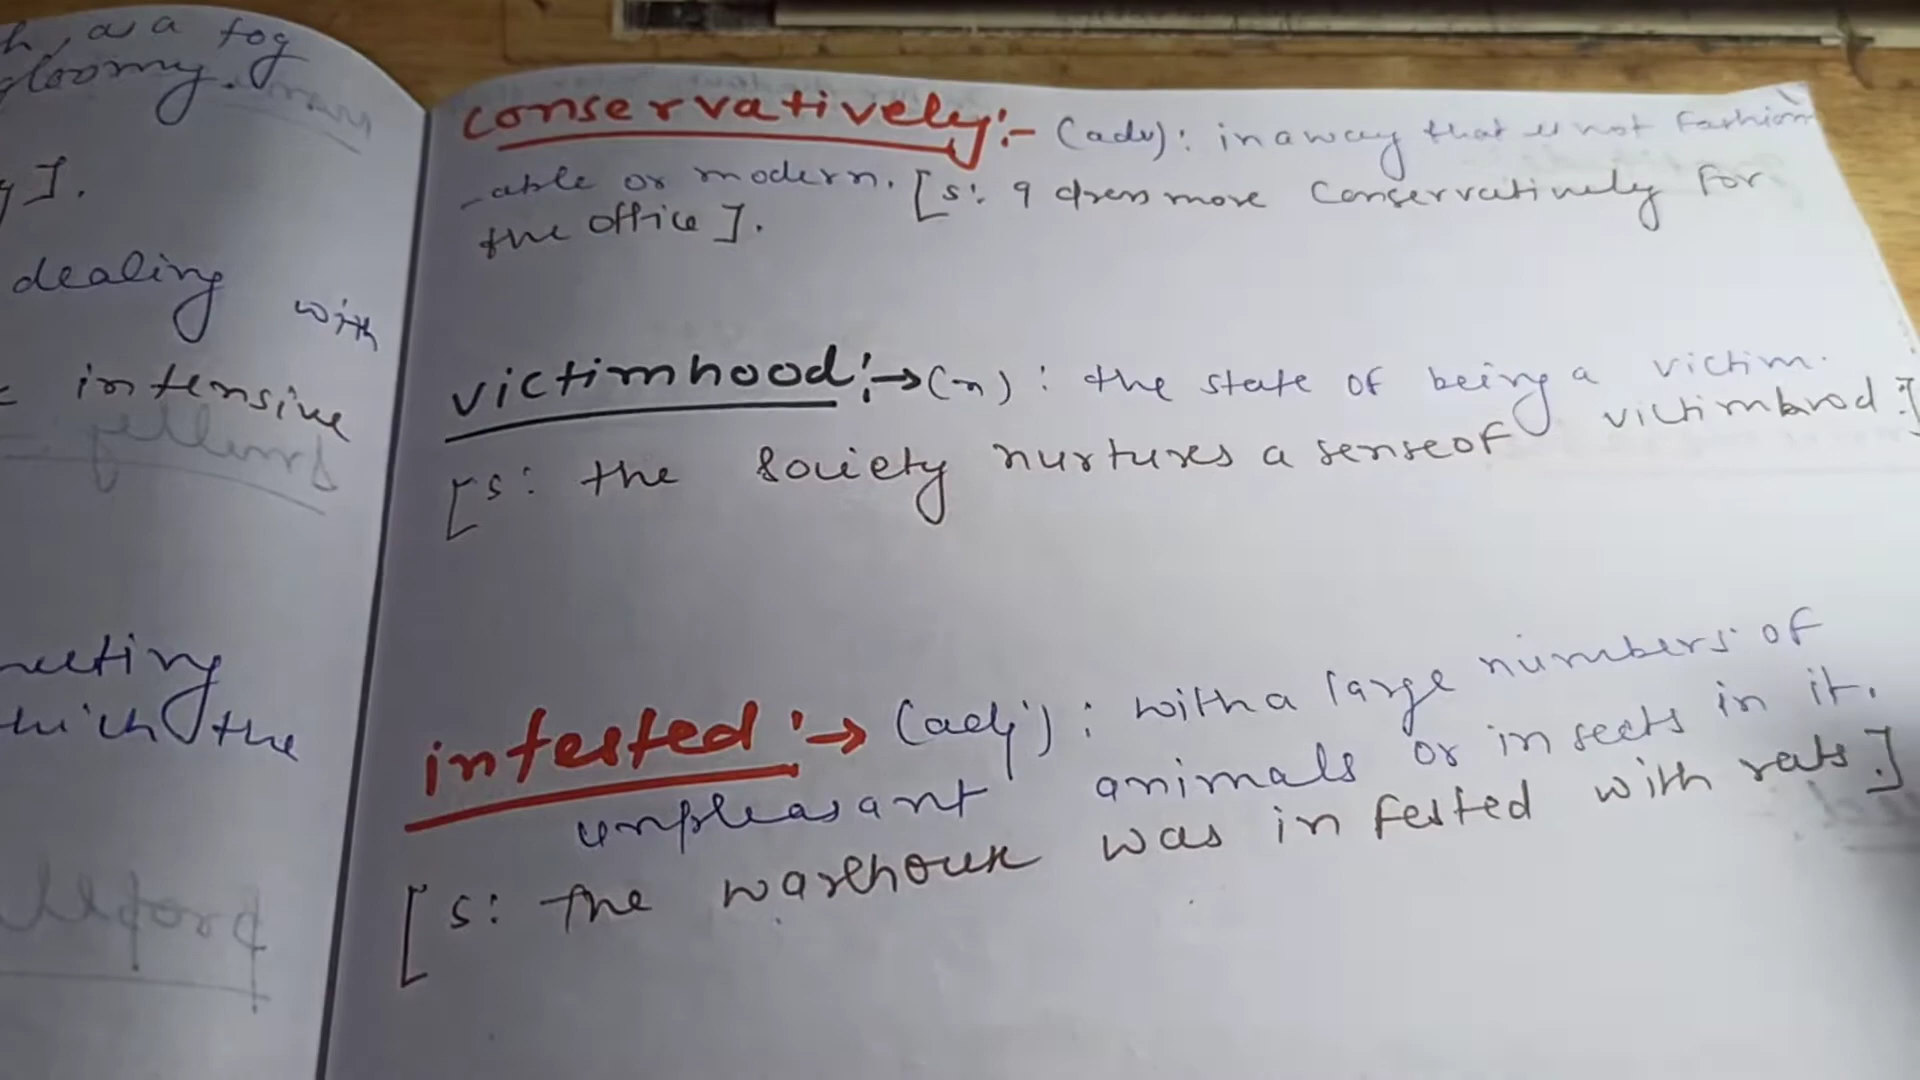 as a fog
gloomy.
dealing
with
intensive
the
conservatively:- (adv): in a way that is not fashion
-able or modern. [s: I dress more conservatively for
the office].
victimhood:→(n): the state of being a victim.
[s: the society nurtures a sense of victimhood.]
infested:→ (adj): with a large numbers of
unpleasant animals or insects in it.
[s: the warehouse was infested with rats.]